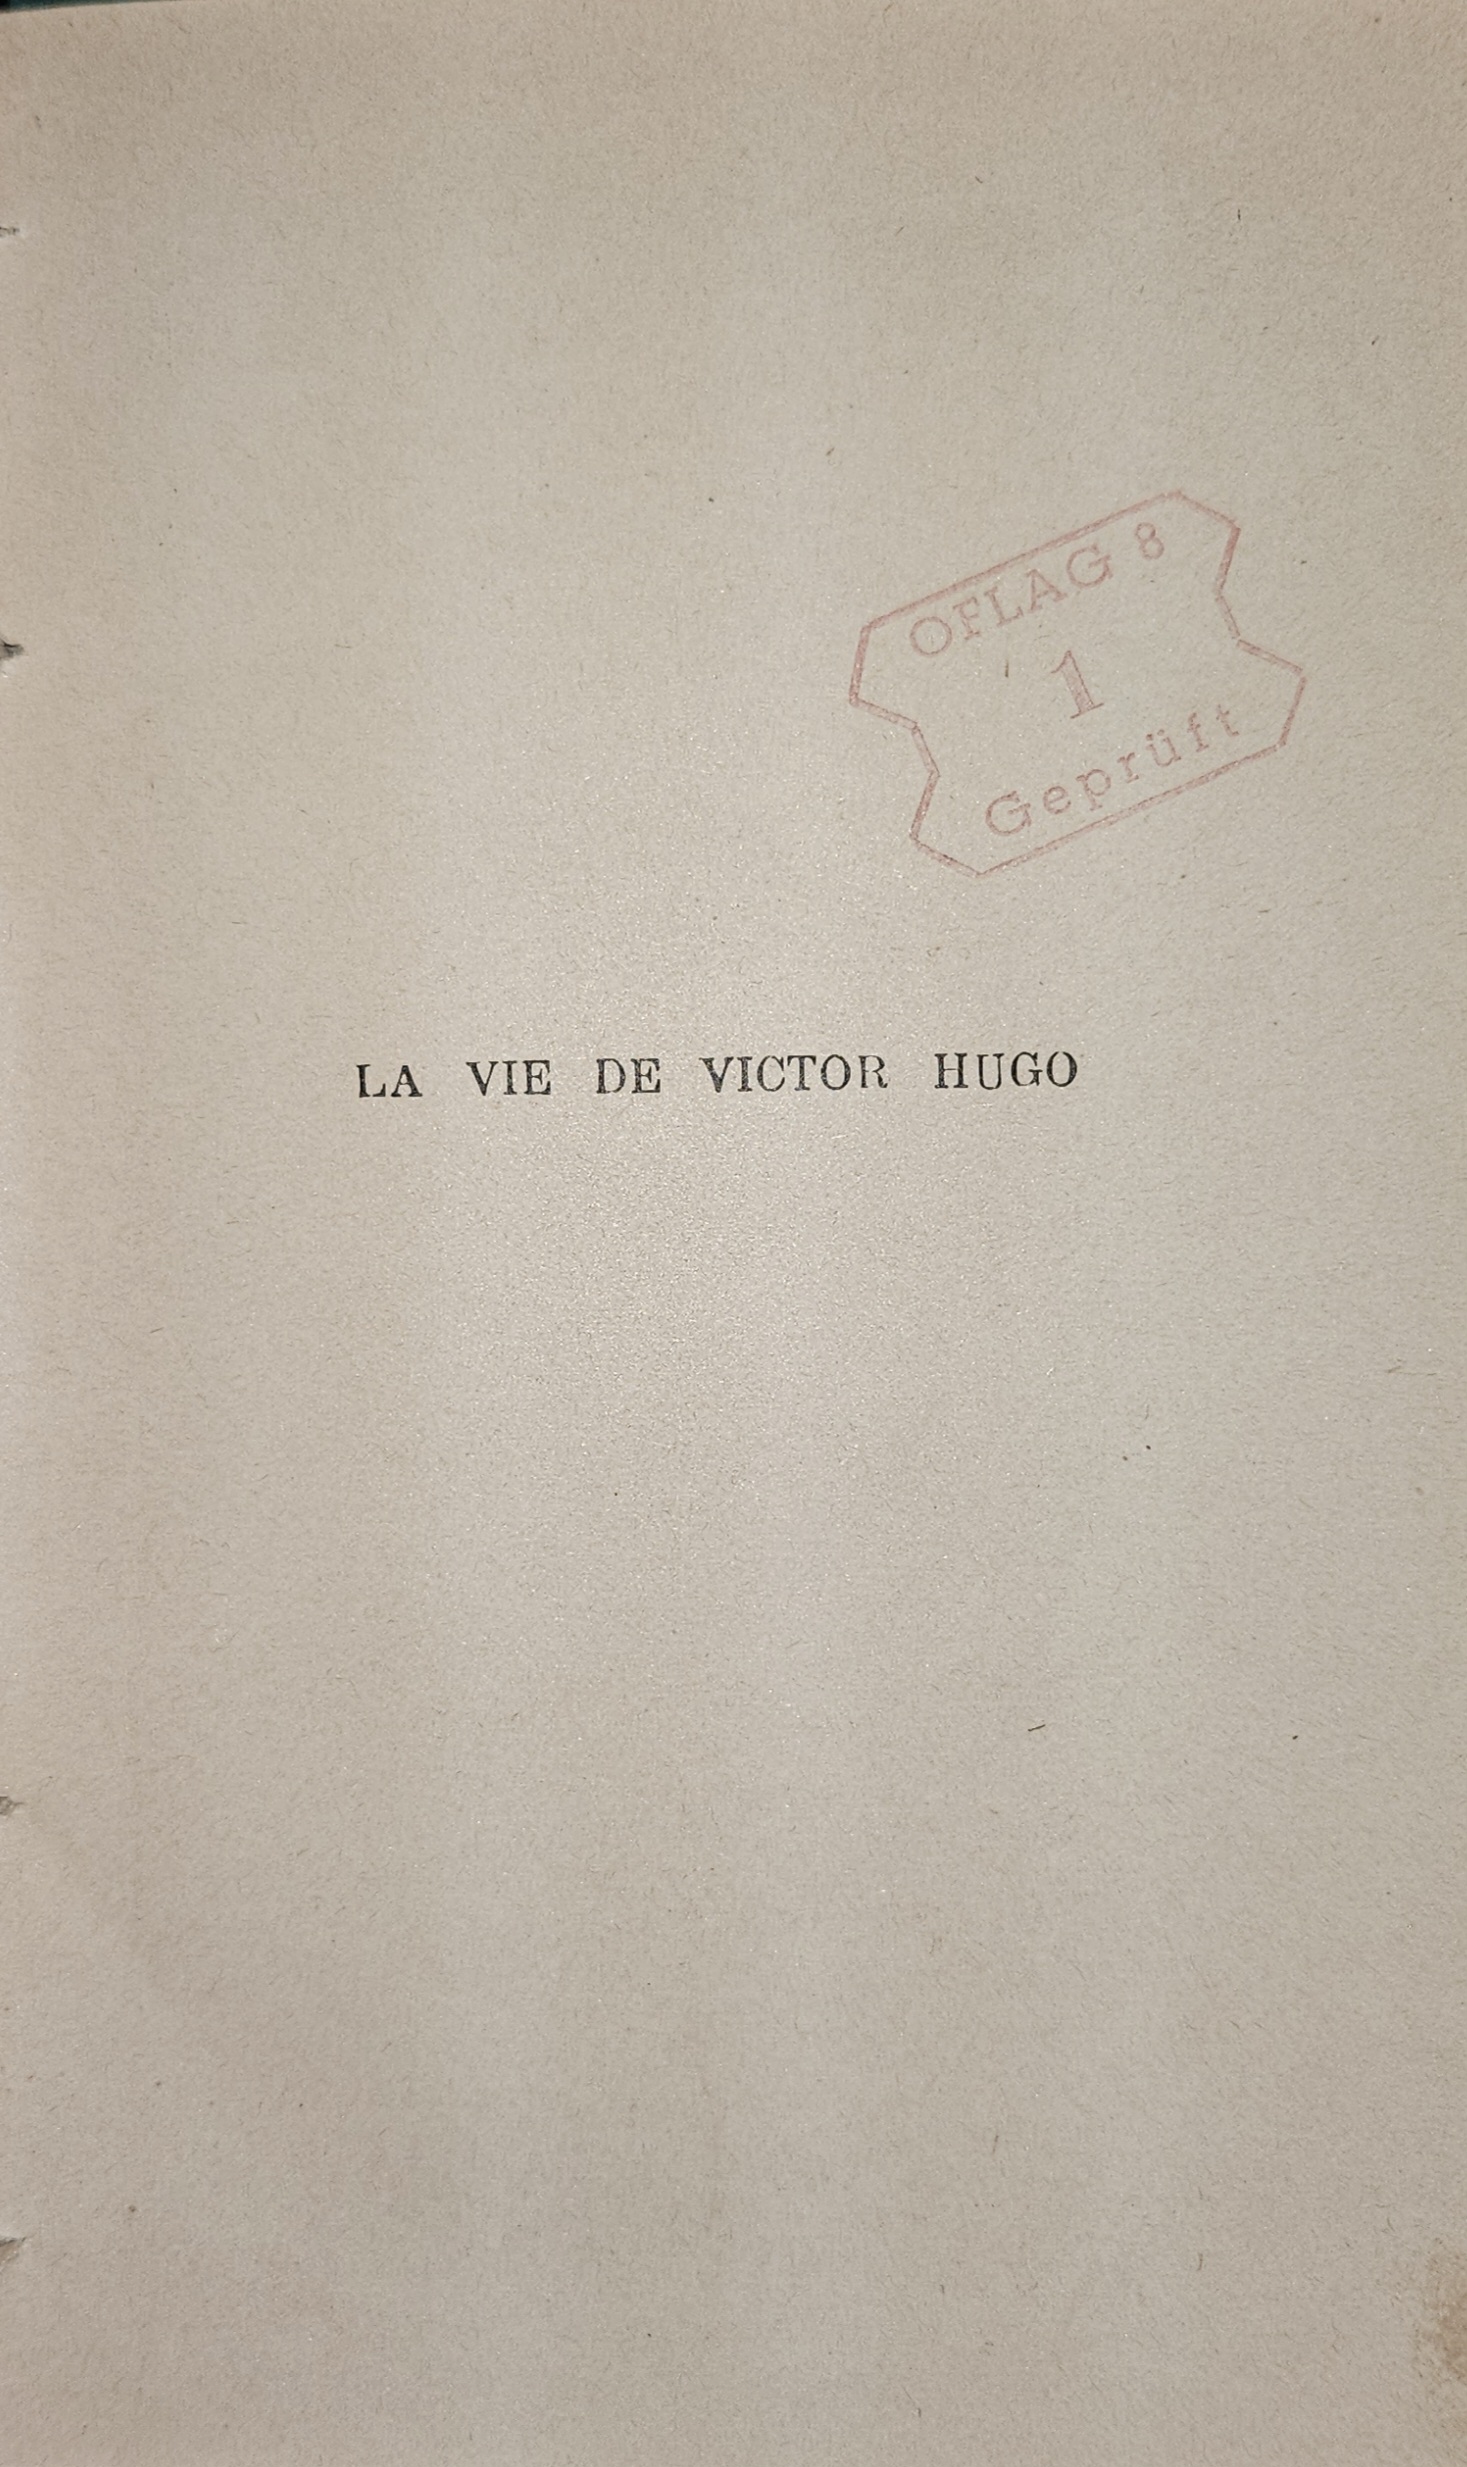 OFLAG 8
1
Geprüft
LA VIE DE VICTOR HUGO